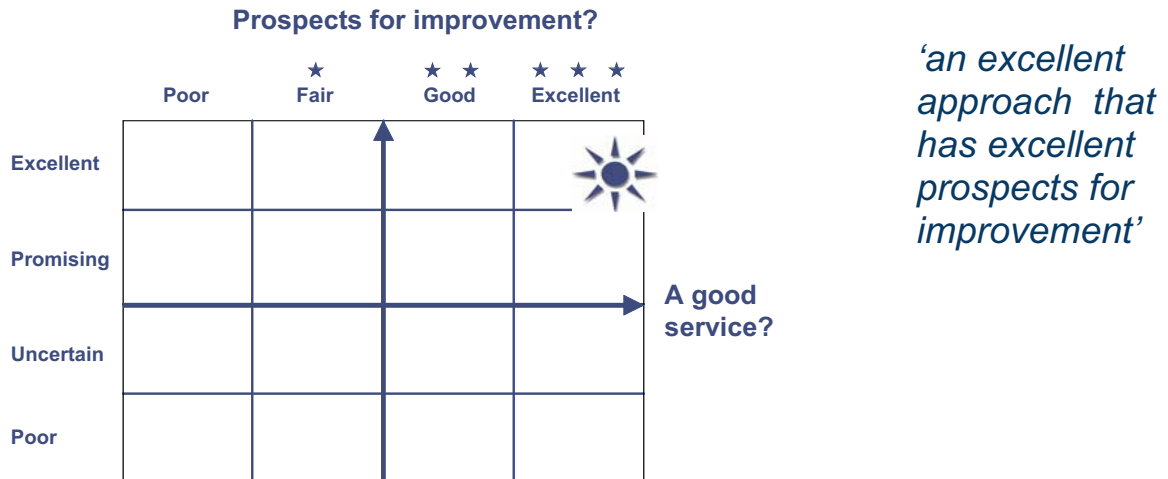 Prospects for improvement?
★ ★ ★ ★ ★ ★
Poor Fair Good Excellent
Excellent
Promising
Uncertain
Poor
A good
service?
‘an excellent
approach that
has excellent
prospects for
improvement’